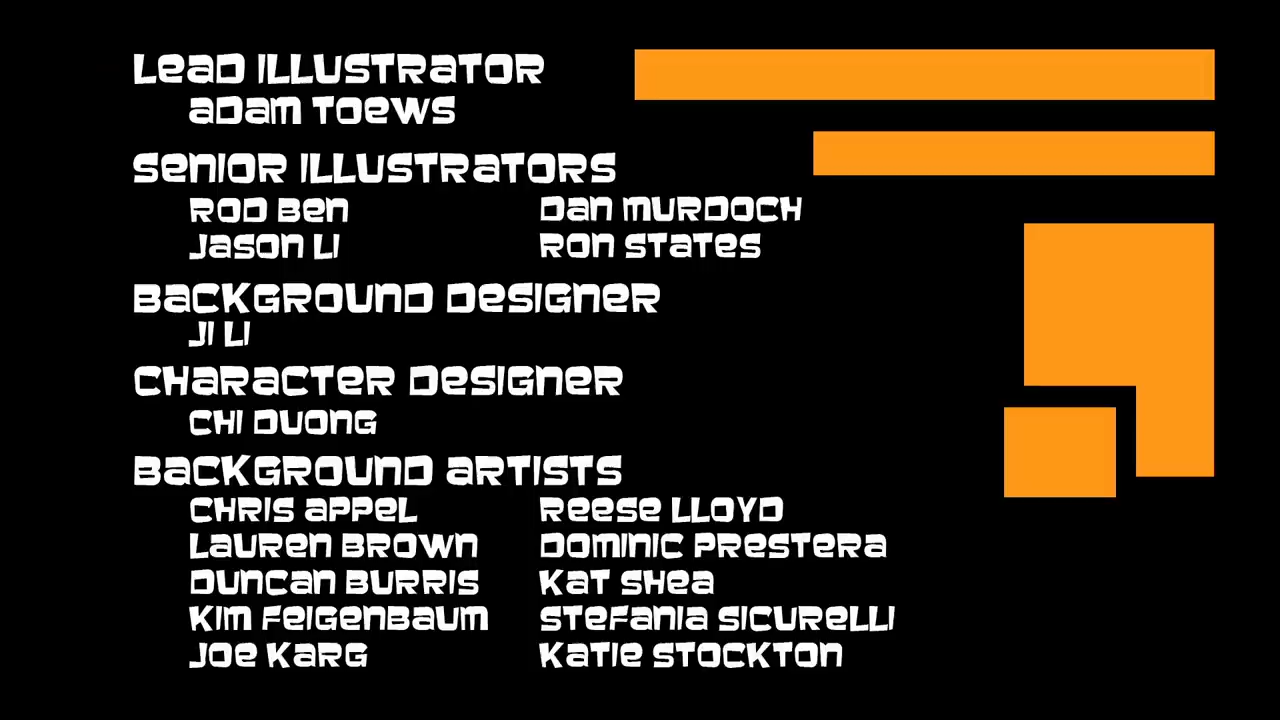 Lead Illustrator
Adam Toews
Senior Illustrators
Rod Ben Dan Murdoch
Jason Li Ron States
Background Designer
Ji Li
Character Designer
Chi Duong
Background Artists
Chris Appel Reese Lloyd
Lauren Brown Dominic Prestera
Duncan Burris Kat Shea
Kim Feigenbaum Stefania Sicurelli
Joe Karg Katie Stockton